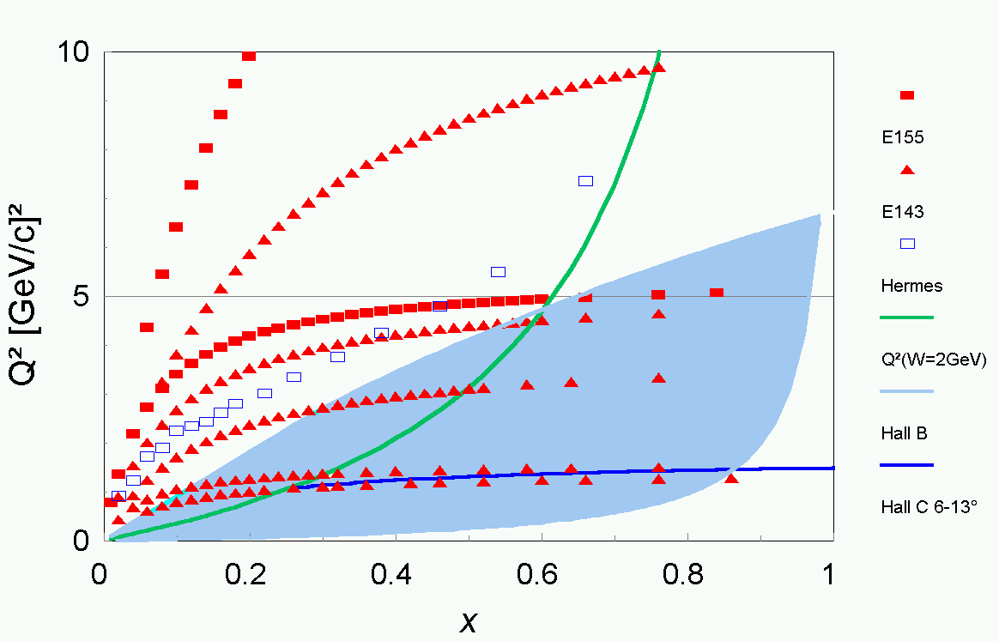 10
5
0
Q² [GeV/c]²
0
0.2
0.4
0.6
0.8
1
x
E155
E143
Hermes
Q²(W=2GeV)
Hall B
Hall C 6-13°